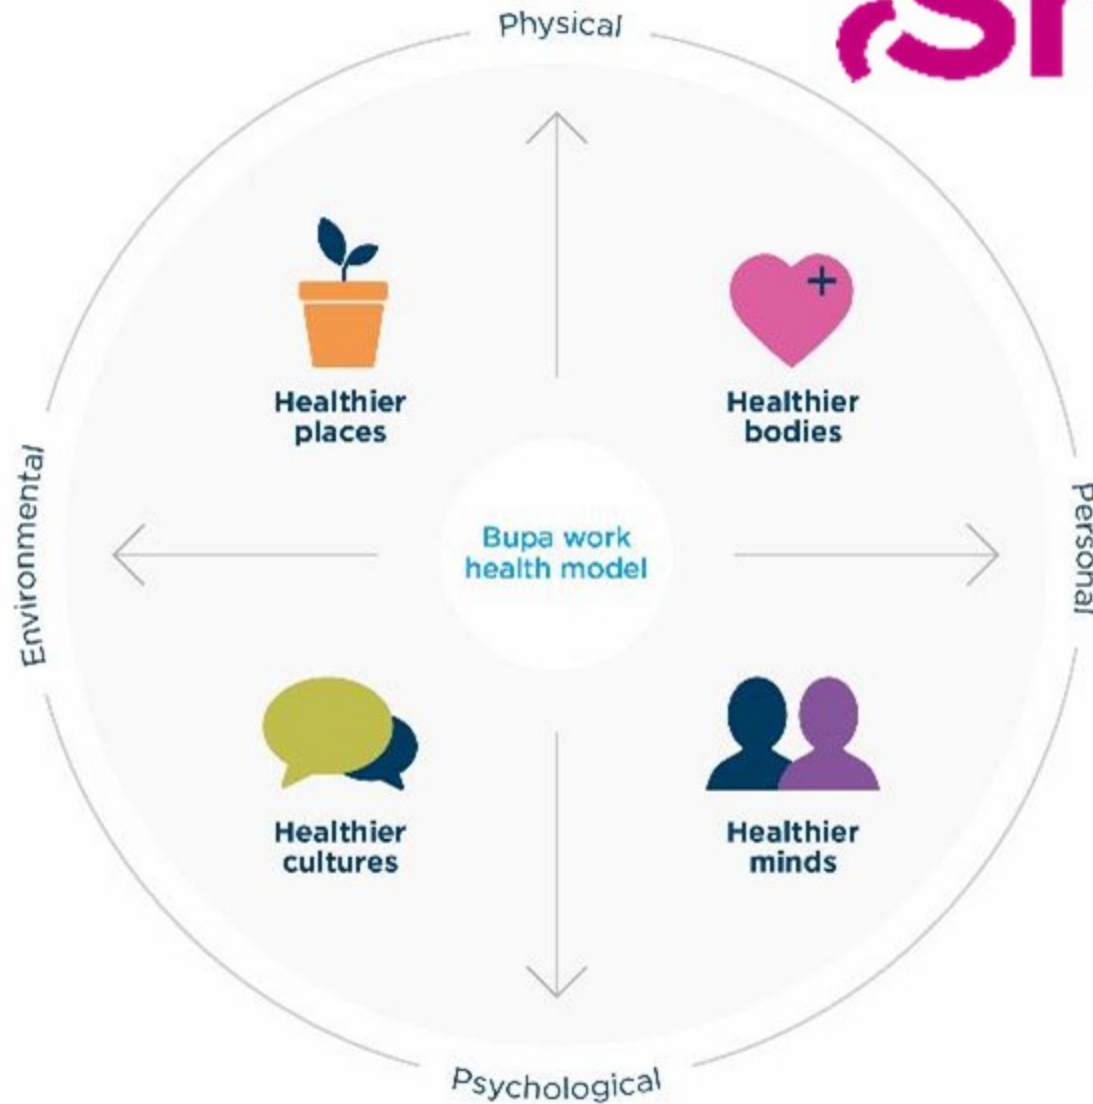 Physical
Healthier
places
Healthier
bodies
Environmental
Bupa work
health model
Personal
Healthier
cultures
Healthier
minds
Psychological